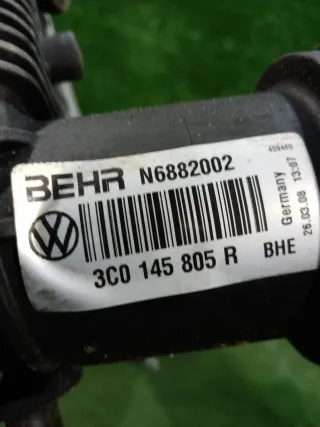 BEHR N6882002
3C0 145 805 R BHE
Germany
26.03.08 13:07